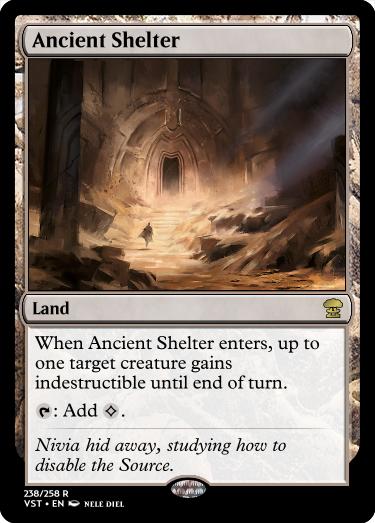 Ancient Shelter
Land
When Ancient Shelter enters, up to
one target creature gains
indestructible until end of turn.
: Add .
Nivia hid away, studying how to
disable the Source.
238/258 R
VST • EN NELE DIEL